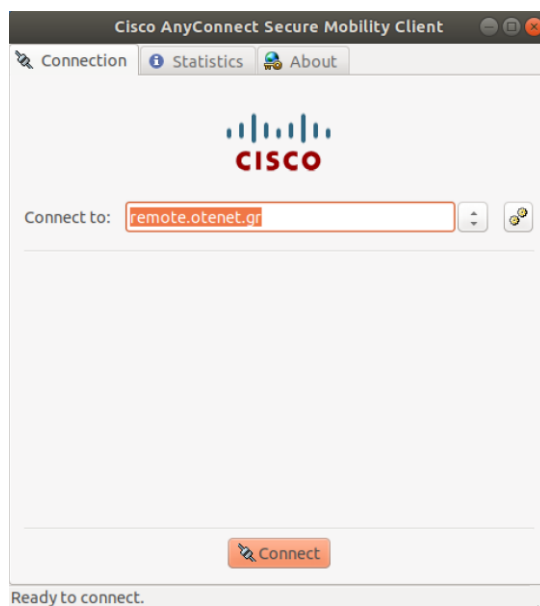 Cisco AnyConnect Secure Mobility Client
Connection Statistics About
CISCO
Connect to: remote.otenet.gr
Connect
Ready to connect.